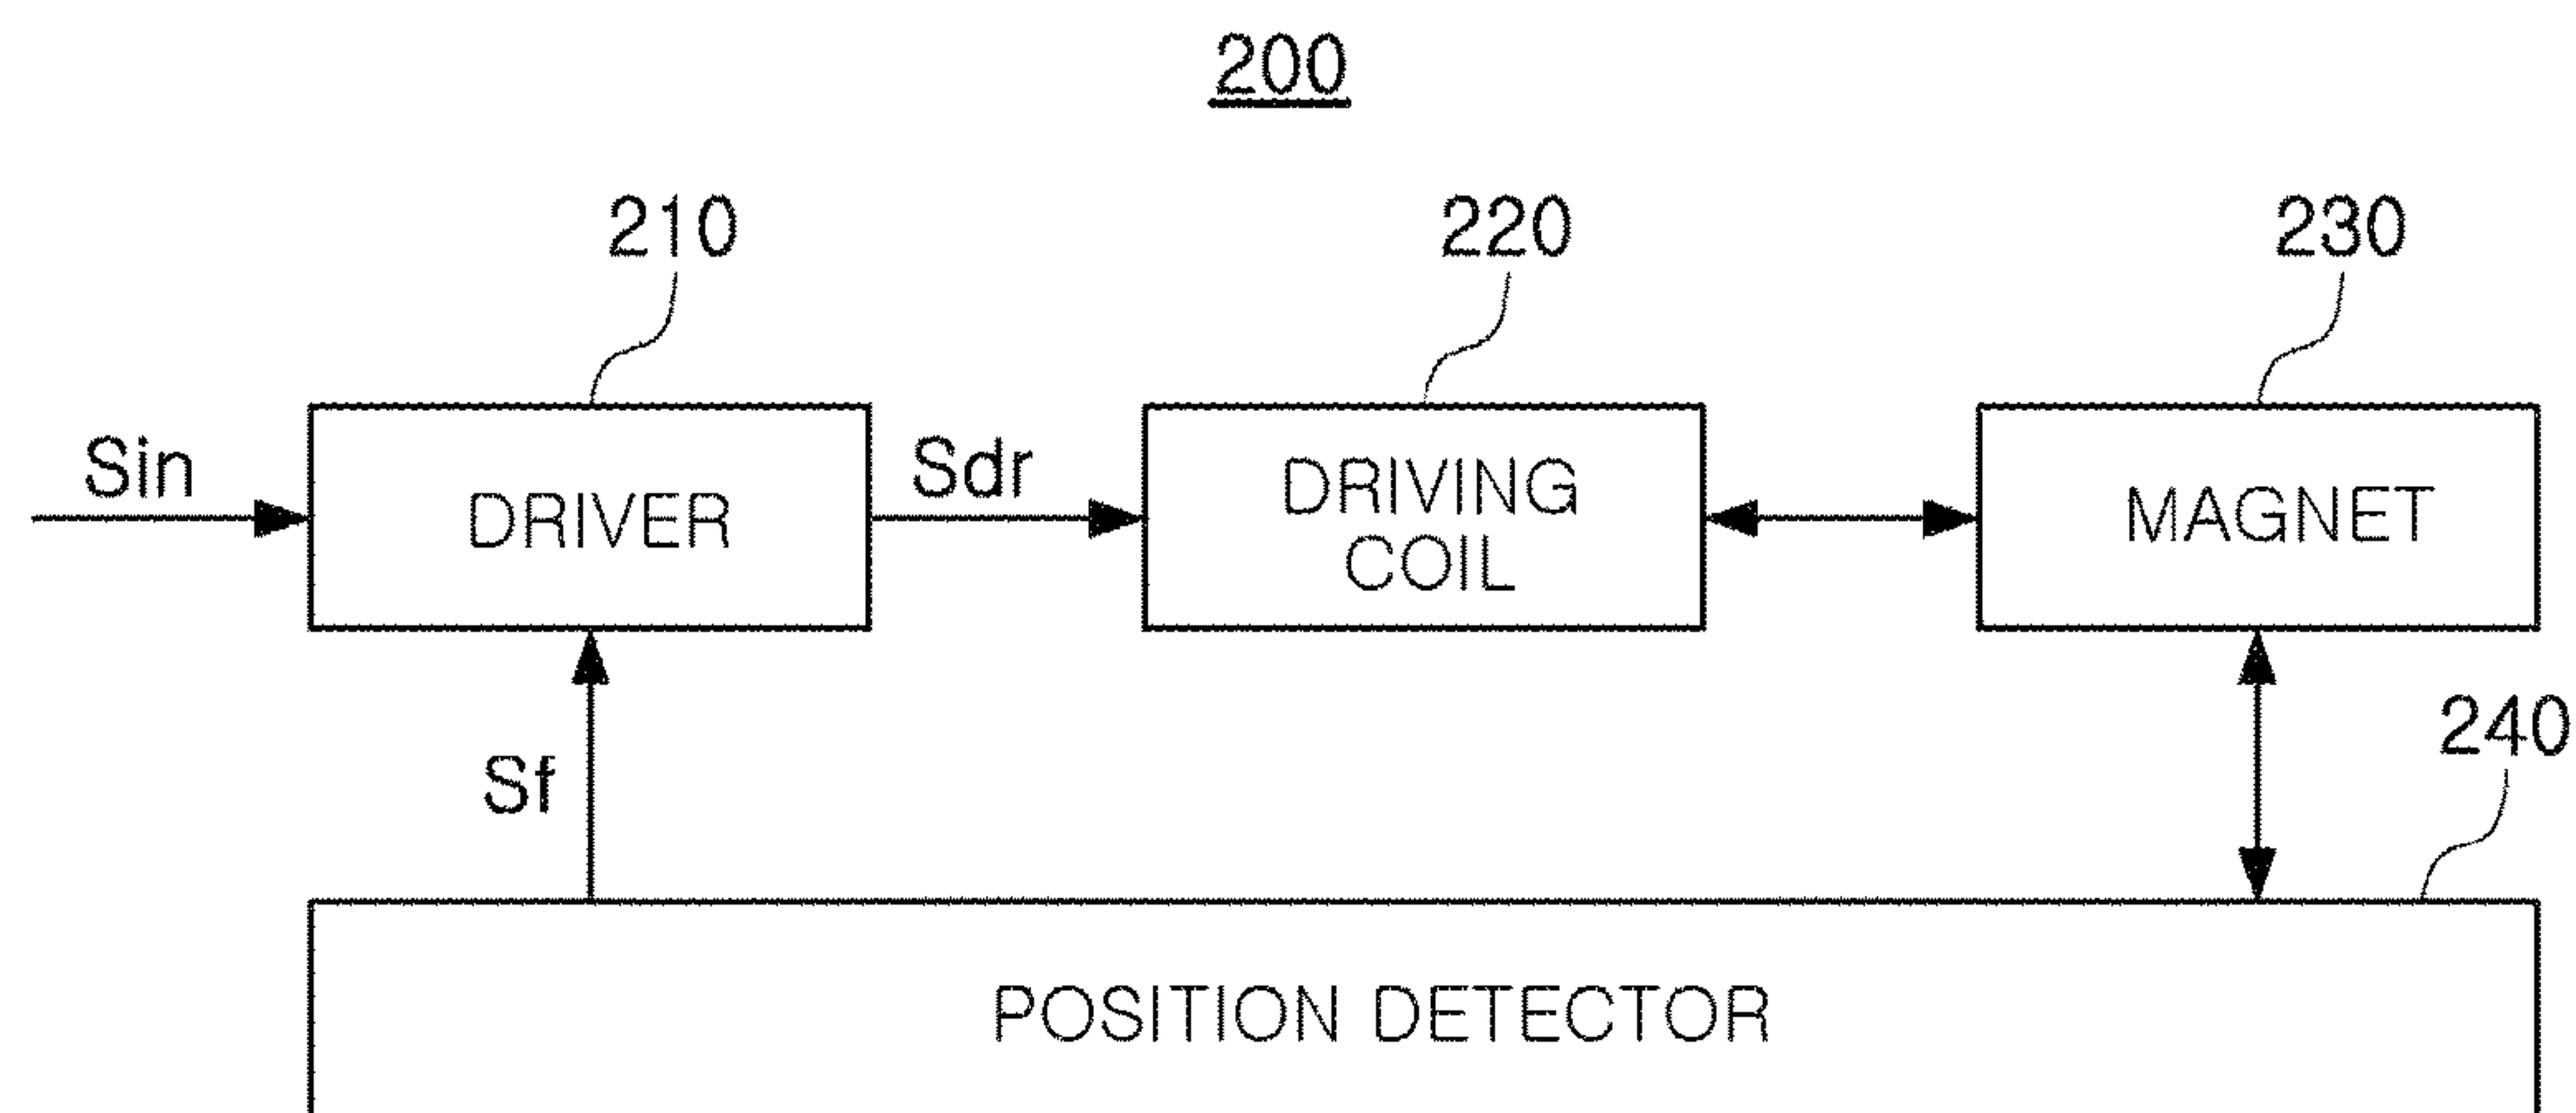 200
210
220
230
Sin
DRIVER
Sdr
DRIVING
COIL
MAGNET
Sf
240
POSITION DETECTOR